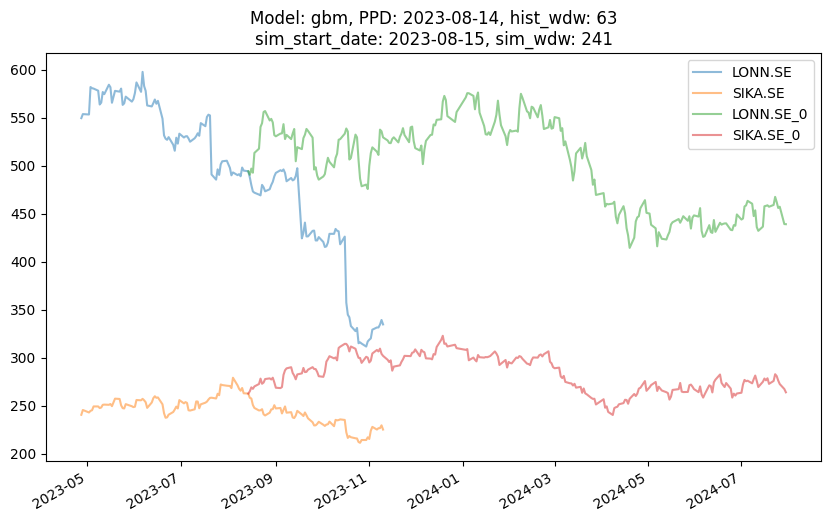 Model: gbm, PPD: 2023-08-14, hist_wdw: 63
sim_start_date: 2023-08-15, sim_wdw: 241
600
550
500
450
400
350
300
250
200
LONN.SE
SIKA.SE
LONN.SE_0
SIKA.SE_0
2023-05
2023-07
2023-09
2023-11
2024-01
2024-03
2024-05
2024-07